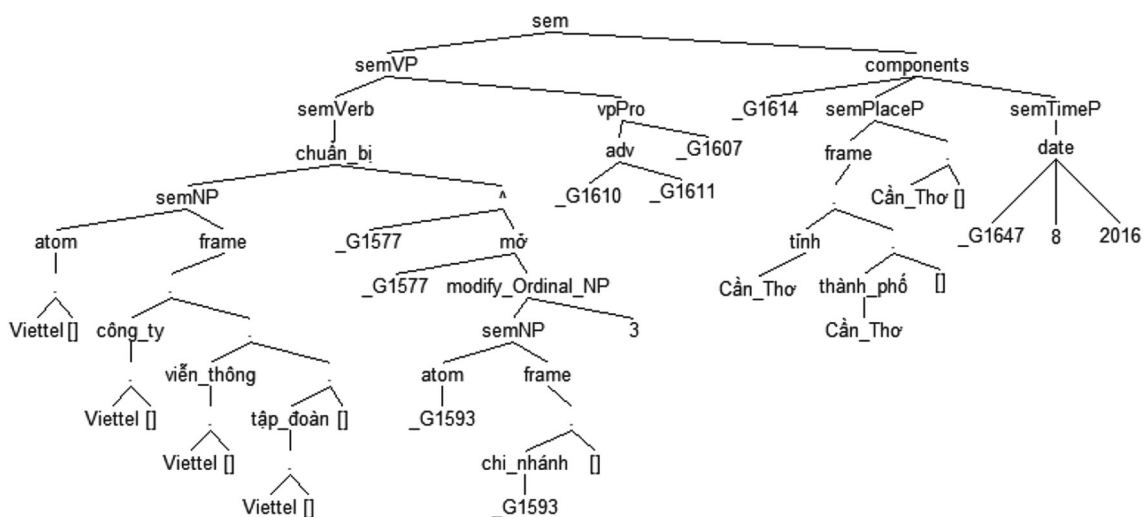 sem
semVP components
semVerb vpPro _G1614 semPlaceP semTimeP
chuẩn_bị adv _G1607 frame . date
semNP ^ _G1610 _G1611 . Cần_Thơ [] _G1647 8 2016
atom frame _G1577 mở tỉnh .
. . _G1577 modify_Ordinal_NP Cần_Thơ thành_phố []
Viettel [] công_ty . semNP 3 Cần_Thơ
. viễn_thông . atom frame
Viettel [] . tập_đoàn [] _G1593 .
Viettel [] . chi_nhánh []
Viettel [] _G1593